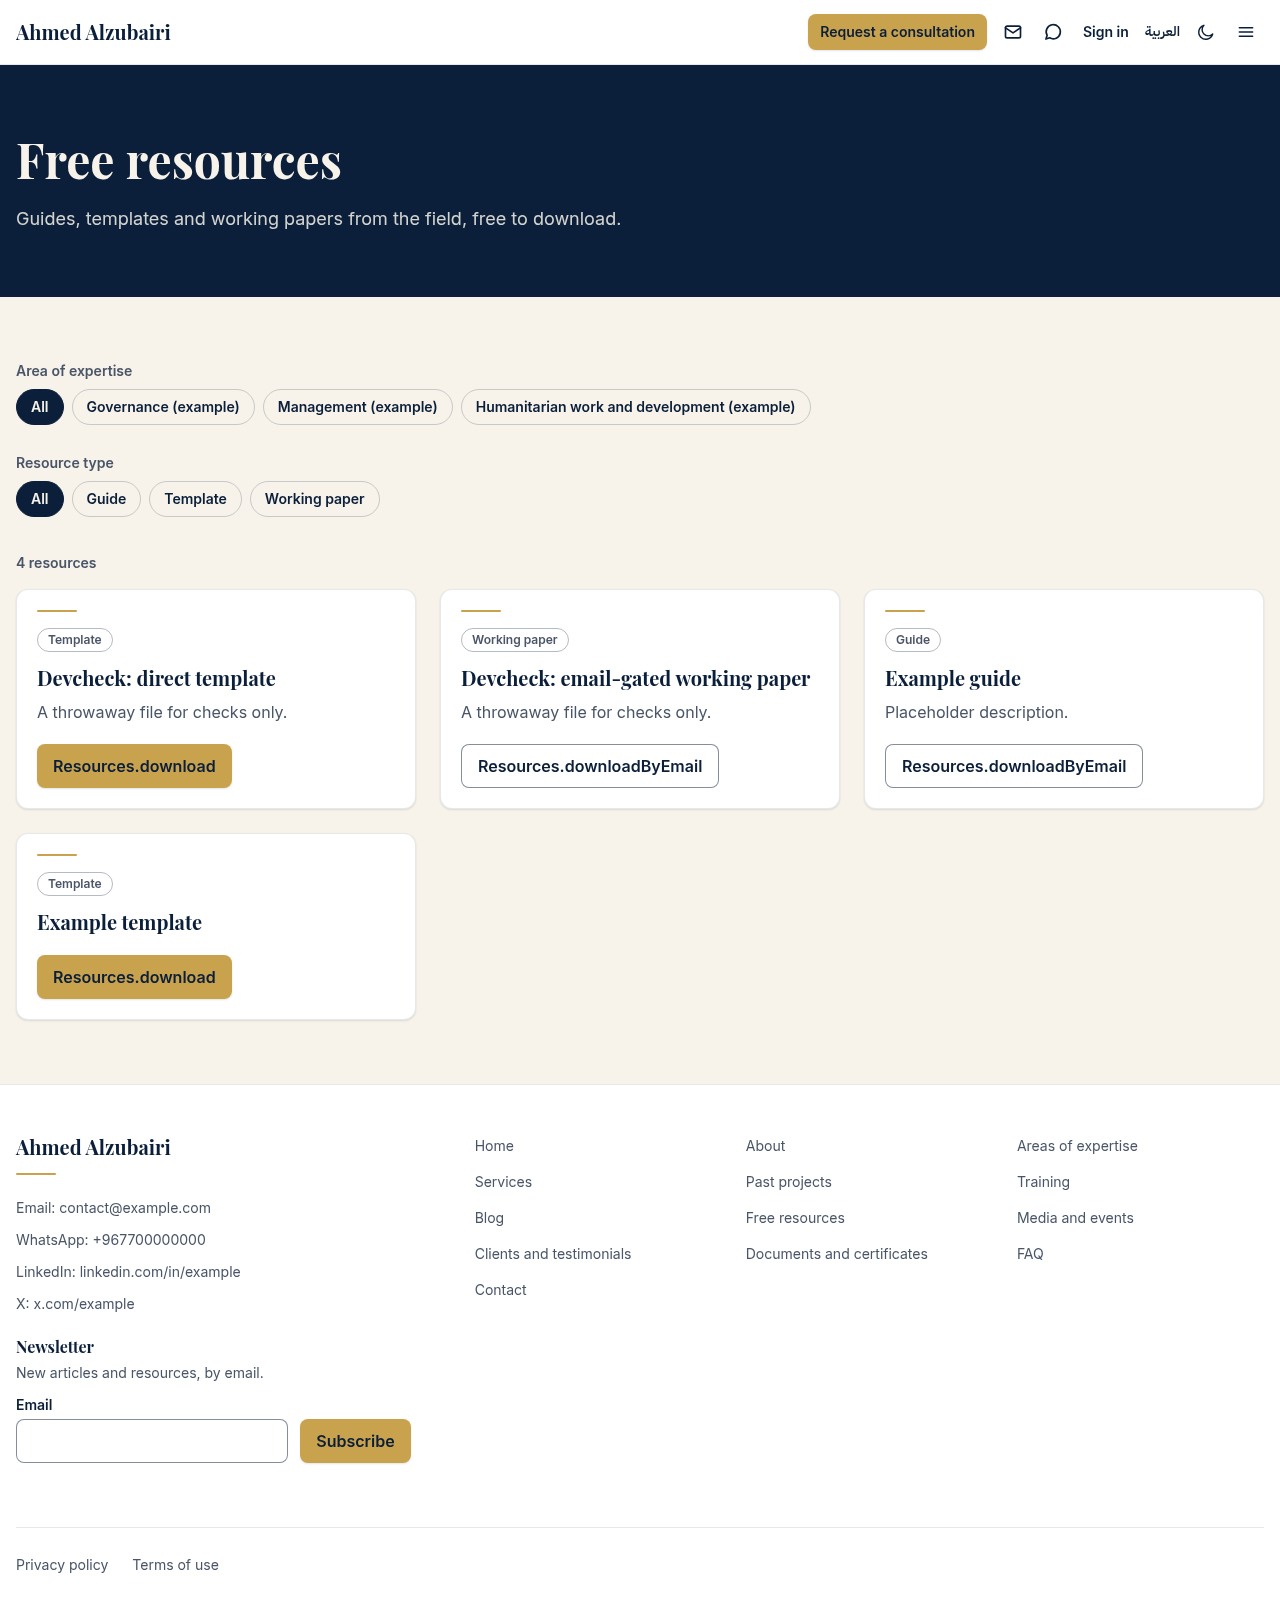 Ahmed Alzubairi
Request a consultation
Sign in
العربية
Free resources
Guides, templates and working papers from the field, free to download.
Area of expertise
All
Governance (example)
Management (example)
Humanitarian work and development (example)
Resource type
All
Guide
Template
Working paper
4 resources
Template
Devcheck: direct template
A throwaway file for checks only.
Resources.download
Working paper
Devcheck: email-gated working paper
A throwaway file for checks only.
Resources.downloadByEmail
Guide
Example guide
Placeholder description.
Resources.downloadByEmail
Template
Example template
Resources.download
Ahmed Alzubairi
Email: contact@example.com
WhatsApp: +967700000000
LinkedIn: linkedin.com/in/example
X: x.com/example
Newsletter
New articles and resources, by email.
Email
Subscribe
Home
About
Areas of expertise
Services
Past projects
Training
Blog
Free resources
Media and events
Clients and testimonials
Documents and certificates
FAQ
Contact
Privacy policy
Terms of use